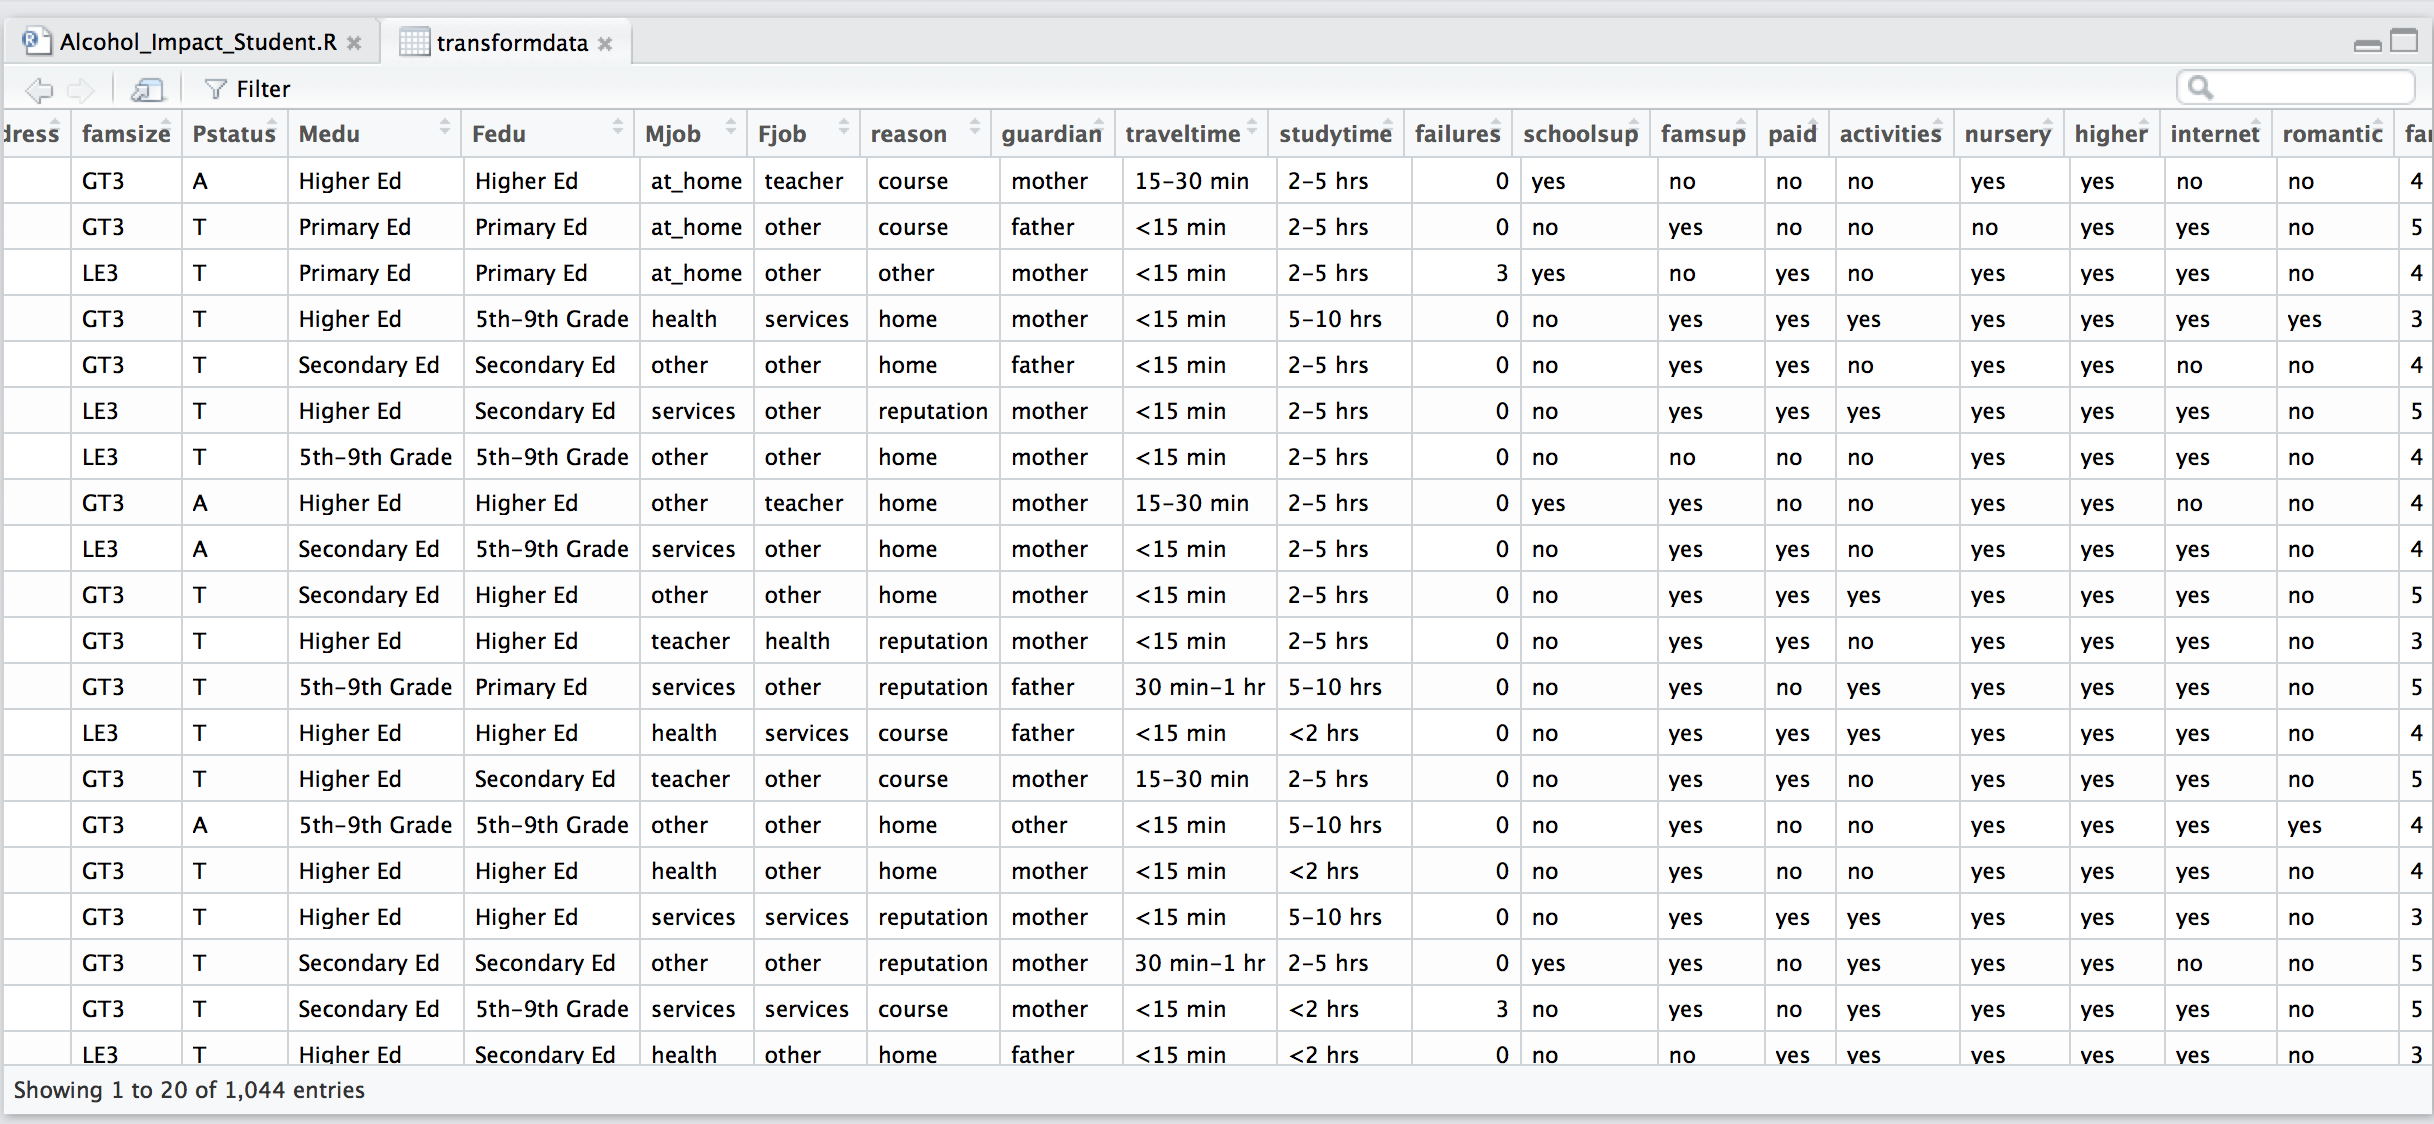 Alcohol_Impact_Student.R transformdata
Filter
dress famsize Pstatus Medu Fedu Mjob Fjob reason guardian traveltime studytime failures schoolsup famsup paid activities nursery higher internet romantic fa
GT3 A Higher Ed Higher Ed at_home teacher course mother 15-30 min 2-5 hrs 0 yes no no no yes yes no no 4
GT3 T Primary Ed Primary Ed at_home other course father <15 min 2-5 hrs 0 no yes no no no yes yes no 5
LE3 T Primary Ed Primary Ed at_home other other mother <15 min 2-5 hrs 3 yes no yes no yes yes yes no 4
GT3 T Higher Ed 5th-9th Grade health services home mother <15 min 5-10 hrs 0 no yes yes yes yes yes yes yes 3
GT3 T Secondary Ed Secondary Ed other other home father <15 min 2-5 hrs 0 no yes yes no yes yes no no 4
LE3 T Higher Ed Secondary Ed services other reputation mother <15 min 2-5 hrs 0 no yes yes yes yes yes yes no 5
LE3 T 5th-9th Grade 5th-9th Grade other other home mother <15 min 2-5 hrs 0 no no no no yes yes yes no 4
GT3 A Higher Ed Higher Ed other teacher home mother 15-30 min 2-5 hrs 0 yes yes no no yes yes no no 4
LE3 A Secondary Ed 5th-9th Grade services other home mother <15 min 2-5 hrs 0 no yes yes no yes yes yes no 4
GT3 T Secondary Ed Higher Ed other other home mother <15 min 2-5 hrs 0 no yes yes yes yes yes yes no 5
GT3 T Higher Ed Higher Ed teacher health reputation mother <15 min 2-5 hrs 0 no yes yes no yes yes yes no 3
GT3 T 5th-9th Grade Primary Ed services other reputation father 30 min-1 hr 5-10 hrs 0 no yes no yes yes yes yes no 5
LE3 T Higher Ed Higher Ed health services course father <15 min <2 hrs 0 no yes yes yes yes yes yes no 4
GT3 T Higher Ed Secondary Ed teacher other course mother 15-30 min 2-5 hrs 0 no yes yes no yes yes yes no 5
GT3 A 5th-9th Grade 5th-9th Grade other other home other <15 min 5-10 hrs 0 no yes no no yes yes yes yes 4
GT3 T Higher Ed Higher Ed health other home mother <15 min <2 hrs 0 no yes no no yes yes yes no 4
GT3 T Higher Ed Higher Ed services services reputation mother <15 min 5-10 hrs 0 no yes yes yes yes yes yes no 3
GT3 T Secondary Ed Secondary Ed other other reputation mother 30 min-1 hr 2-5 hrs 0 yes yes no yes yes yes no no 5
GT3 T Secondary Ed 5th-9th Grade services services course mother <15 min <2 hrs 3 no yes no yes yes yes yes no 5
LE3 T Higher Ed Secondary Ed health other home father <15 min <2 hrs 0 no no yes yes yes yes yes no 3
Showing 1 to 20 of 1,044 entries